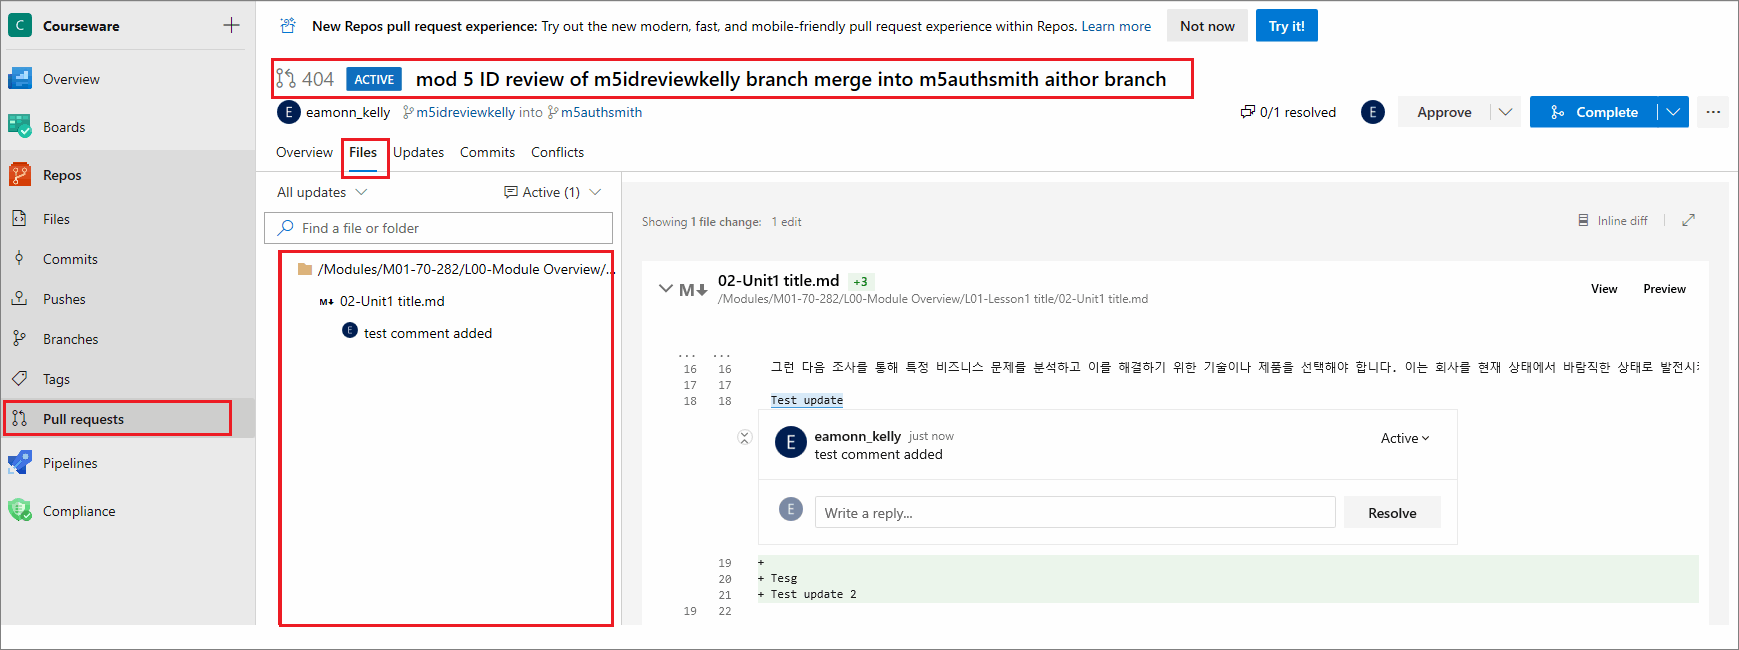 C Courseware
Overview
Boards
Repos
Files
Commits
Pushes
Branches
Tags
Pull requests
Pipelines
Compliance
New Repos pull request experience: Try out the new modern, fast, and mobile-friendly pull request experience within Repos. Learn more Not now Try it!
404 ACTIVE mod 5 ID review of m5idreviewkelly branch merge into m5authsmith aithor branch
E eamonn_kelly m5idreviewkelly into m5authsmith 0/1 resolved E Approve Complete ...
Overview Files Updates Commits Conflicts
All updates Active (1)
Find a file or folder
/Modules/M01-70-282/L00-Module Overview/...
M 02-Unit1 title.md
E test comment added
Showing 1 file change: 1 edit Inline diff
M 02-Unit1 title.md +3
/Modules/M01-70-282/L00-Module Overview/L01-Lesson1 title/02-Unit1 title.md
View Preview
... ...
16 16 그런 다음 조사를 통해 특정 비즈니스 문제를 분석하고 이를 해결하기 위한 기술이나 제품을 선택해야 합니다. 이는 회사를 현재 상태에서 바람직한 상태로
17 17
18 18 Test update
E eamonn_kelly just now Active
test comment added
E Write a reply... Resolve
19 +
20 + Tesg
21 + Test update 2
19 22